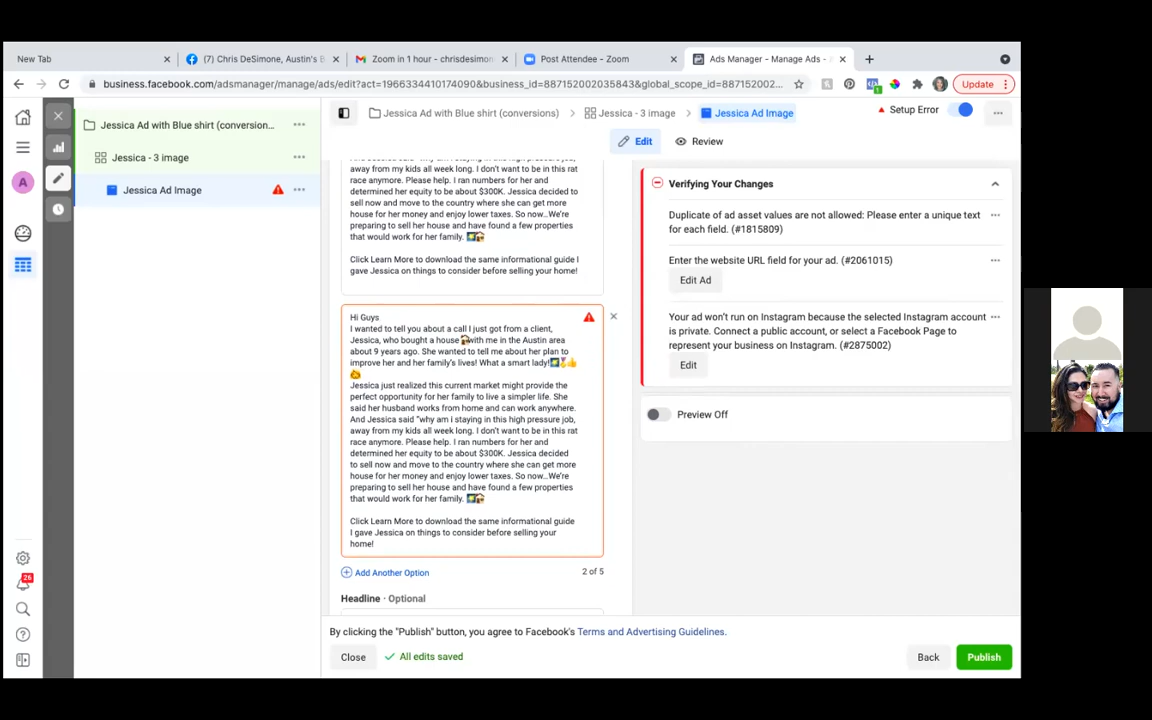 New Tab
(7) Chris DeSimone, Austin's B
Zoom in 1 hour - chrisdesimon
Post Attendee - Zoom
Ads Manager - Manage Ads -
business.facebook.com/adsmanager/manage/ads/edit?act=1966334410174090&business_id=887152002035843&global_scope_id=887152002...
Update
Jessica Ad with Blue shirt (conversion...
Jessica - 3 image
Jessica Ad Image
A
26
Jessica Ad with Blue shirt (conversions)
Jessica - 3 image
Jessica Ad Image
Setup Error
Edit
Review
And Jessica said "why am i staying in this high pressure job,
away from my kids all week long. I don't want to be in this rat
race anymore. Please help. I ran numbers for her and
determined her equity to be about $300K. Jessica decided to
sell now and move to the country where she can get more
house for her money and enjoy lower taxes. So now...We're
preparing to sell her house and have found a few properties
that would work for her family.
Click Learn More to download the same informational guide I
gave Jessica on things to consider before selling your home!
Hi Guys
I wanted to tell you about a call I just got from a client,
Jessica, who bought a house with me in the Austin area
about 9 years ago. She wanted to tell me about her plan to
improve her and her family's lives! What a smart lady!
Jessica just realized this current market might provide the
perfect opportunity for her family to live a simpler life. She
said her husband works from home and can work anywhere.
And Jessica said "why am i staying in this high pressure job,
away from my kids all week long. I don't want to be in this rat
race anymore. Please help. I ran numbers for her and
determined her equity to be about $300K. Jessica decided
to sell now and move to the country where she can get more
house for her money and enjoy lower taxes. So now...We're
preparing to sell her house and have found a few properties
that would work for her family.
Click Learn More to download the same informational guide
I gave Jessica on things to consider before selling your
home!
Add Another Option
2 of 5
Headline · Optional
Verifying Your Changes
Duplicate of ad asset values are not allowed: Please enter a unique text
for each field. (#1815809)
Enter the website URL field for your ad. (#2061015)
Edit Ad
Your ad won't run on Instagram because the selected Instagram account
is private. Connect a public account, or select a Facebook Page to
represent your business on Instagram. (#2875002)
Edit
Preview Off
By clicking the "Publish" button, you agree to Facebook's Terms and Advertising Guidelines.
Close
All edits saved
Back
Publish